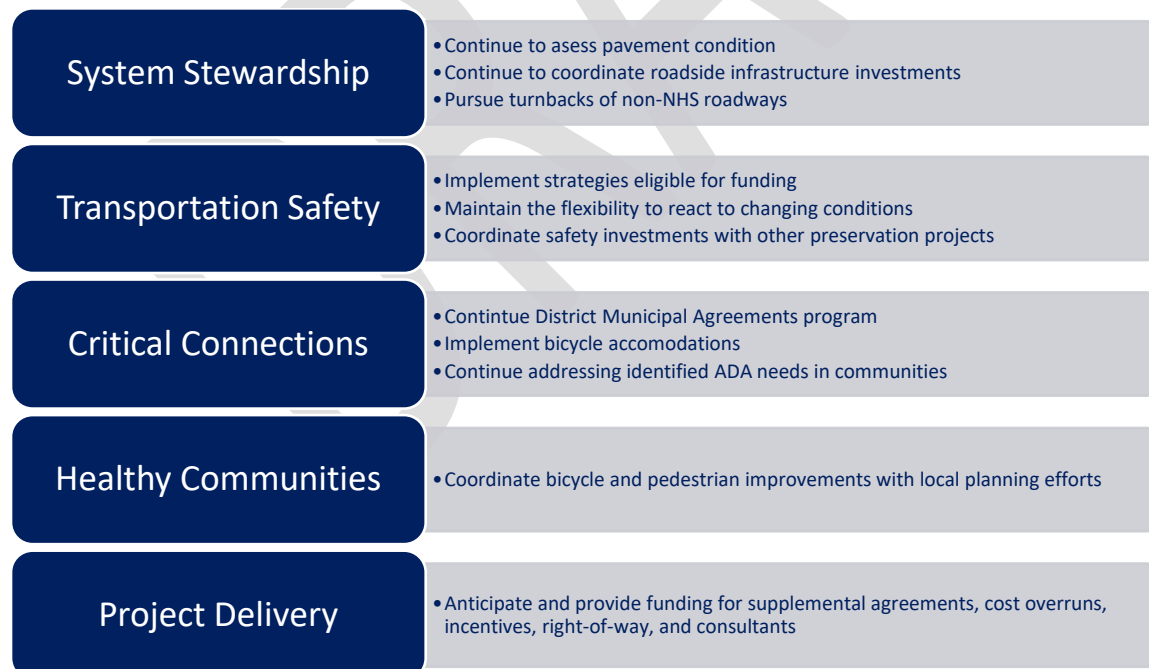 System Stewardship
•Continue to asess pavement condition
•Continue to coordinate roadside infrastructure investments
•Pursue turnbacks of non-NHS roadways
Transportation Safety
•Implement strategies eligible for funding
•Maintain the flexibility to react to changing conditions
•Coordinate safety investments with other preservation projects
Critical Connections
•Contintue District Municipal Agreements program
•Implement bicycle accomodations
•Continue addressing identified ADA needs in communities
Healthy Communities
•Coordinate bicycle and pedestrian improvements with local planning efforts
Project Delivery
•Anticipate and provide funding for supplemental agreements, cost overruns,
incentives, right-of-way, and consultants